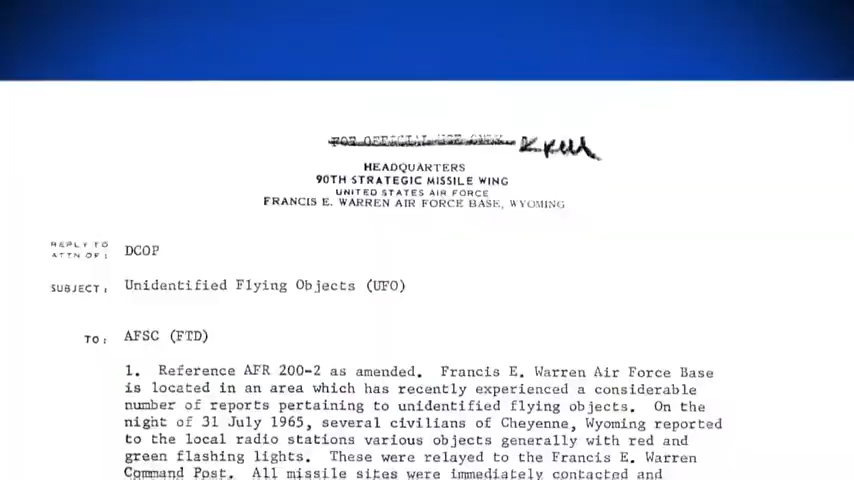 FOR OFFICIAL USE ONLY
HEADQUARTERS
90TH STRATEGIC MISSILE WING
UNITED STATES AIR FORCE
FRANCIS E. WARREN AIR FORCE BASE, WYOMING
REPLY TO
ATTN OF: DCOP
SUBJECT: Unidentified Flying Objects (UFO)
TO: AFSC (FTD)
1. Reference AFR 200-2 as amended. Francis E. Warren Air Force Base
is located in an area which has recently experienced a considerable
number of reports pertaining to unidentified flying objects. On the
night of 31 July 1965, several civilians of Cheyenne, Wyoming reported
to the local radio stations various objects generally with red and
green flashing lights. These were relayed to the Francis E. Warren
Command Post. All missile sites were immediately contacted and